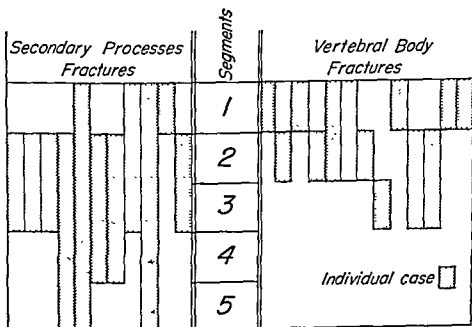 Secondary Processes
Fractures
Segments
Vertebral Body
Fractures
1
2
3
4
5
Individual case